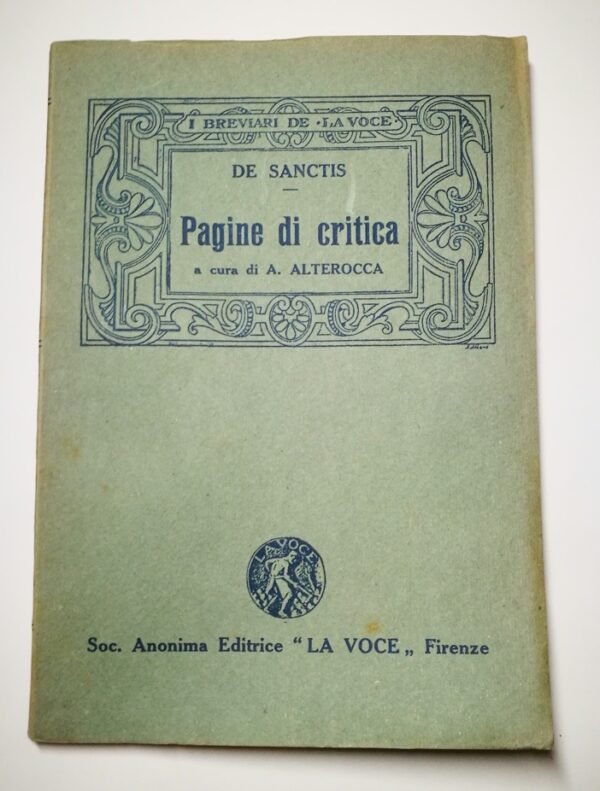 I BREVIARI DE · LA VOCE
DE SANCTIS
Pagine di critica
a cura di A. ALTEROCCA
LA VOCE
Soc. Anonima Editrice “ LA VOCE „ Firenze